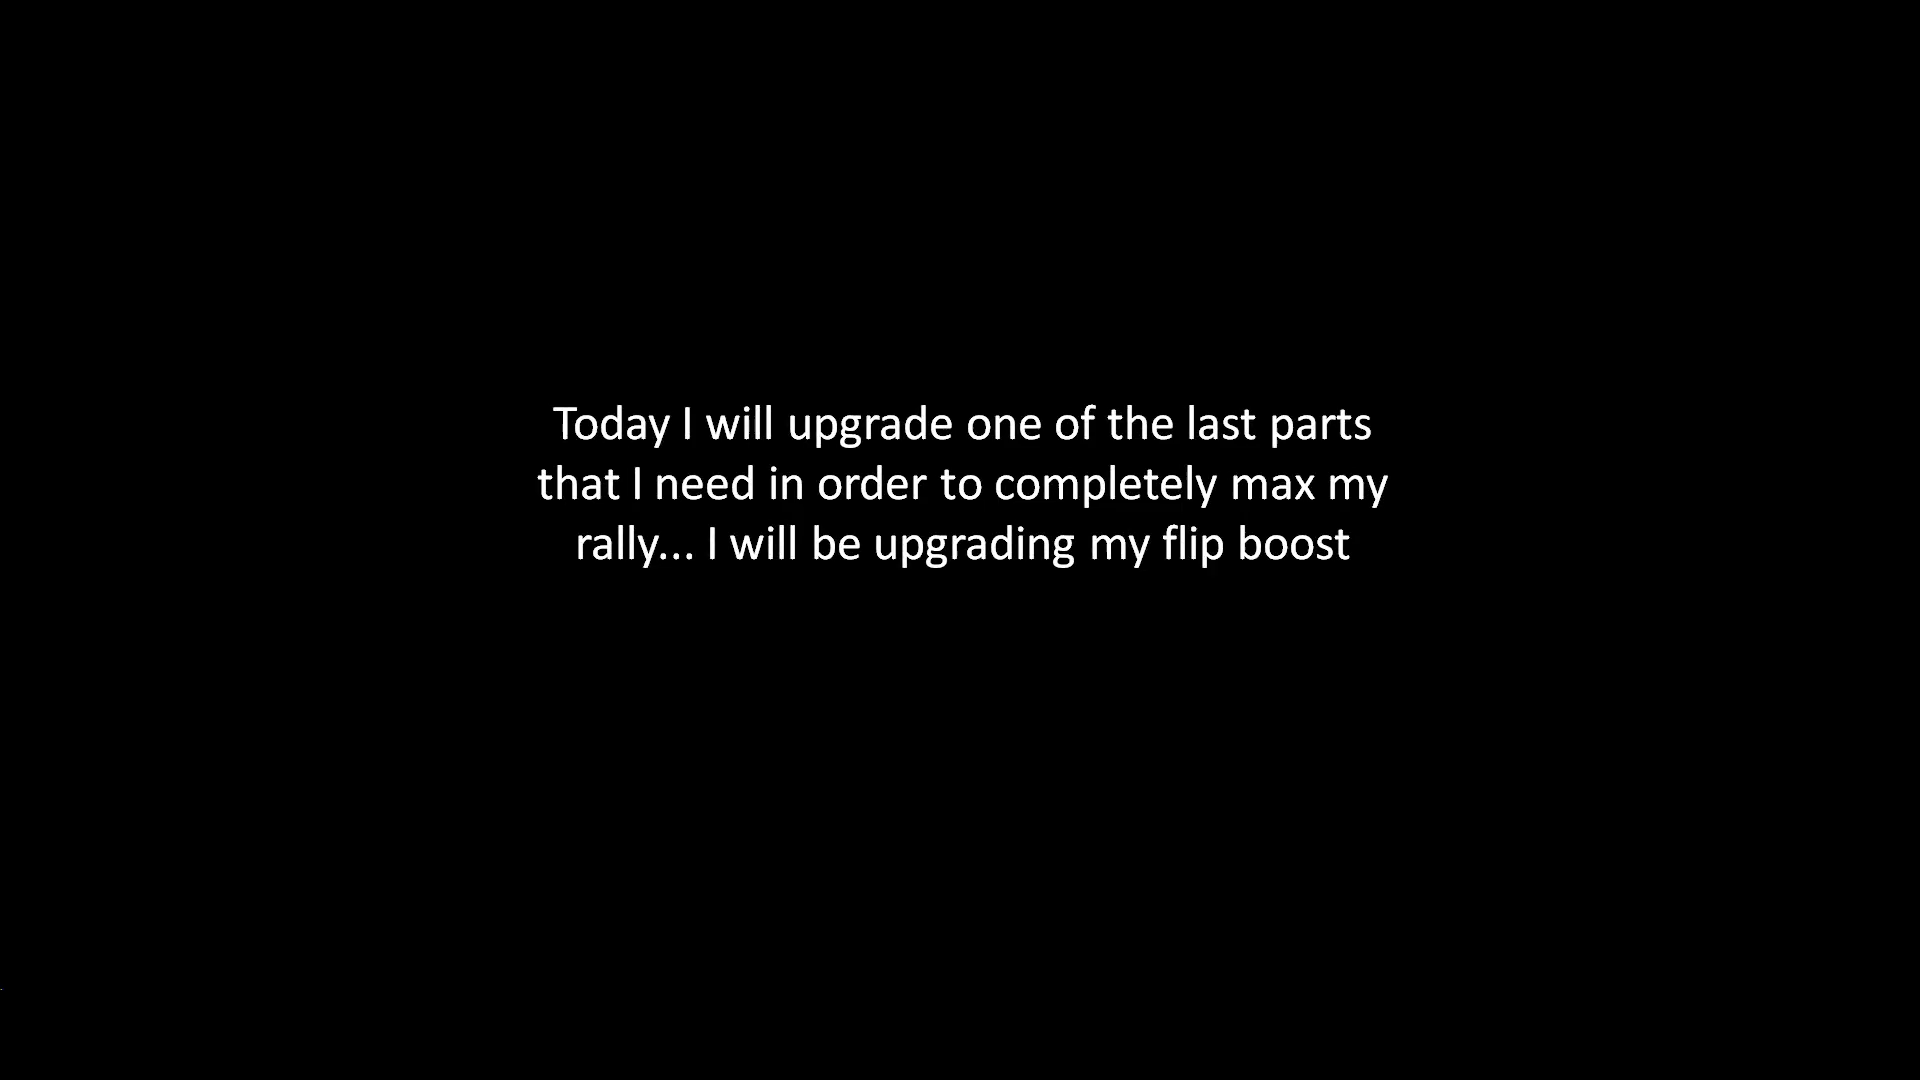 Today I will upgrade one of the last parts
that I need in order to completely max my
rally... I will be upgrading my flip boost